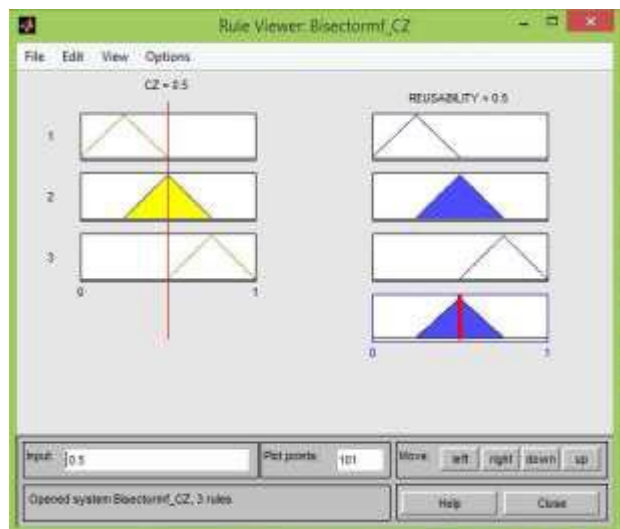 Rule Viewer: Bisectormf_CZ
File Edit View Options
CZ = 0.5
REUSABILITY = 0.5
1
2
3
0 1
0 1
Input: 0.5
Plot points: 101
Move: left right down up
Opened system Bisectormf_CZ, 3 rules
Help Close